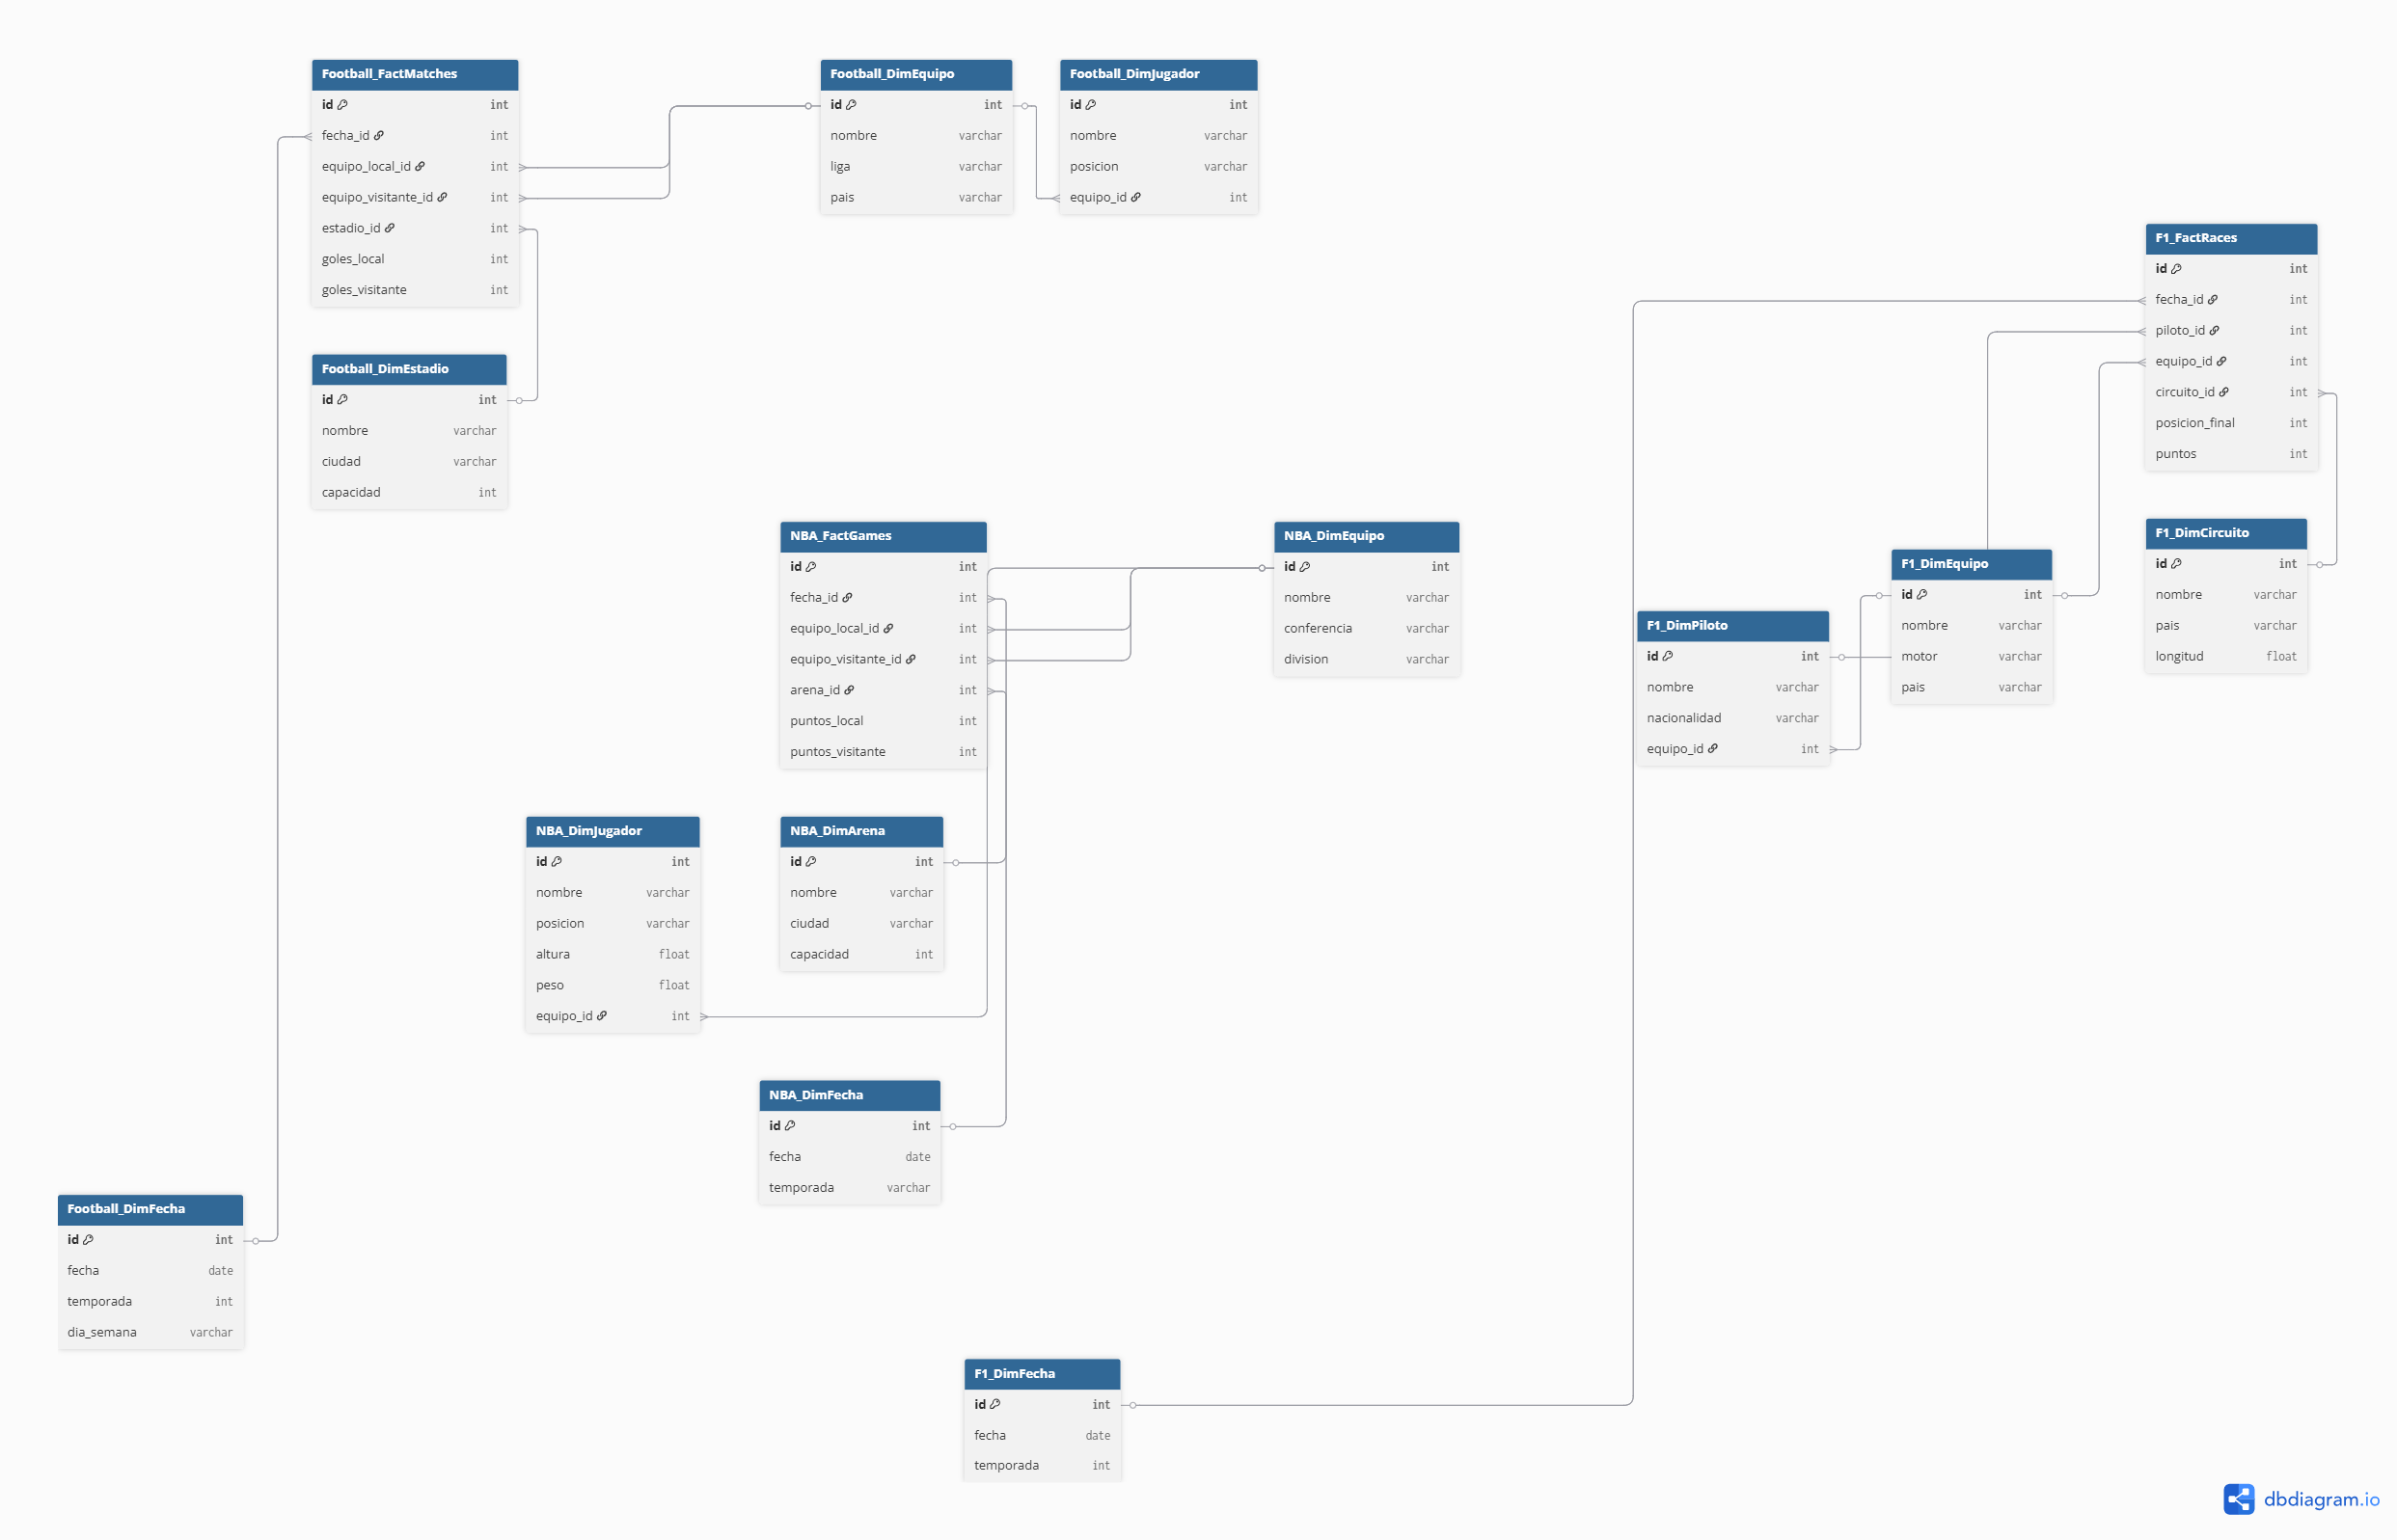 Football_FactMatches
id int
fecha_id int
equipo_local_id int
equipo_visitante_id int
estadio_id int
goles_local int
goles_visitante int
Football_DimEquipo
id int
nombre varchar
liga varchar
pais varchar
Football_DimJugador
id int
nombre varchar
posicion varchar
equipo_id int
Football_DimEstadio
id int
nombre varchar
ciudad varchar
capacidad int
F1_FactRaces
id int
fecha_id int
piloto_id int
equipo_id int
circuito_id int
posicion_final int
puntos int
NBA_FactGames
id int
fecha_id int
equipo_local_id int
equipo_visitante_id int
arena_id int
puntos_local int
puntos_visitante int
NBA_DimEquipo
id int
nombre varchar
conferencia varchar
division varchar
F1_DimPiloto
id int
nombre varchar
nacionalidad varchar
equipo_id int
F1_DimEquipo
id int
nombre varchar
motor varchar
pais varchar
F1_DimCircuito
id int
nombre varchar
pais varchar
longitud float
NBA_DimJugador
id int
nombre varchar
posicion varchar
altura float
peso float
equipo_id int
NBA_DimArena
id int
nombre varchar
ciudad varchar
capacidad int
NBA_DimFecha
id int
fecha date
temporada varchar
Football_DimFecha
id int
fecha date
temporada int
dia_semana varchar
F1_DimFecha
id int
fecha date
temporada int
dbdiagram.io